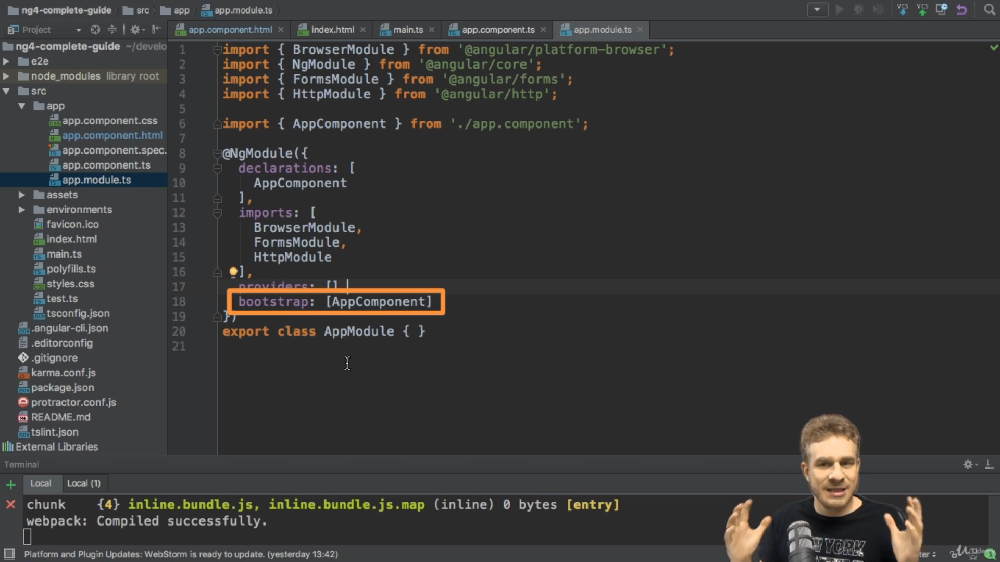 ng4-complete-guide src app app.module.ts
VCS VCS
Project
app.component.html index.html main.ts app.component.ts app.module.ts
ng4-complete-guide ~/develo
e2e
node_modules library root
src
app
app.component.css
app.component.html
app.component.spec.
app.component.ts
app.module.ts
assets
environments
favicon.ico
index.html
main.ts
polyfills.ts
styles.css
test.ts
tsconfig.json
.angular-cli.json
.editorconfig
.gitignore
karma.conf.js
package.json
protractor.conf.js
README.md
tslint.json
External Libraries
1 import { BrowserModule } from '@angular/platform-browser';
2 import { NgModule } from '@angular/core';
3 import { FormsModule } from '@angular/forms';
4 import { HttpModule } from '@angular/http';
5
6 import { AppComponent } from './app.component';
7
8 @NgModule({
9 declarations: [
10 AppComponent
11 ],
12 imports: [
13 BrowserModule,
14 FormsModule,
15 HttpModule
16 ],
17 providers: []
18 bootstrap: [AppComponent]
19 })
20 export class AppModule { }
21
Terminal
Local Local (1)
chunk {4} inline.bundle.js, inline.bundle.js.map (inline) 0 bytes [entry]
webpack: Compiled successfully.
Platform and Plugin Updates: WebStorm is ready to update. (yesterday 13:42)
YORK